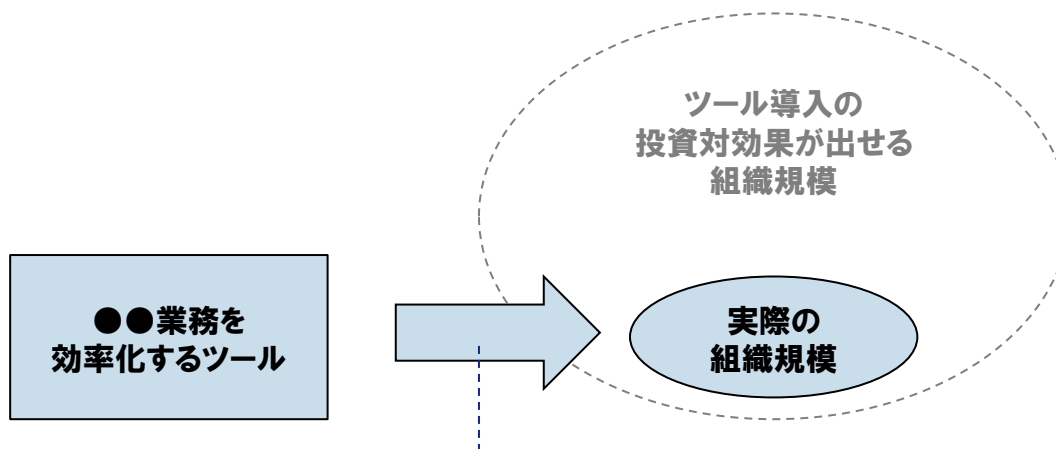 ツール導入の
投資対効果が出せる
組織規模
●●業務を
効率化するツール
実際の
組織規模